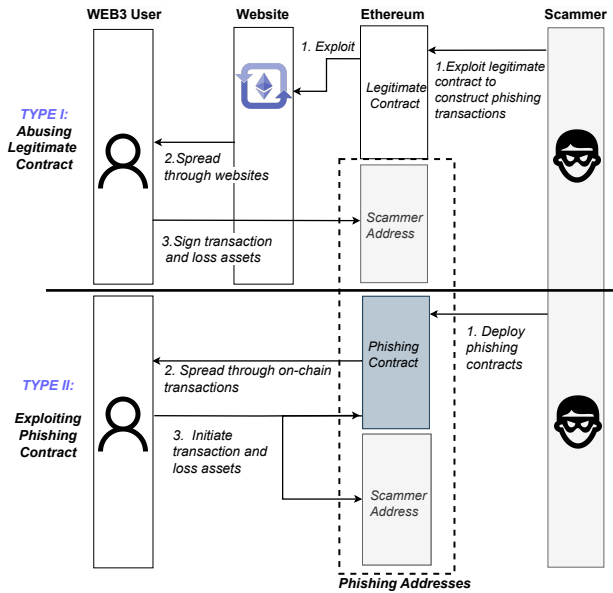 WEB3 User
Website
Ethereum
Scammer
1. Exploit
1.Exploit legitimate
contract to
construct phishing
transactions
Legitimate
Contract
TYPE I:
Abusing
Legitimate
Contract
2.Spread
through websites
Scammer
Address
3.Sign transaction
and loss assets
Phishing
Contract
1. Deploy
phishing
contracts
2. Spread through on-chain
transactions
TYPE II:
Exploiting
Phishing
Contract
3. Initiate
transaction and
loss assets
Scammer
Address
Phishing Addresses